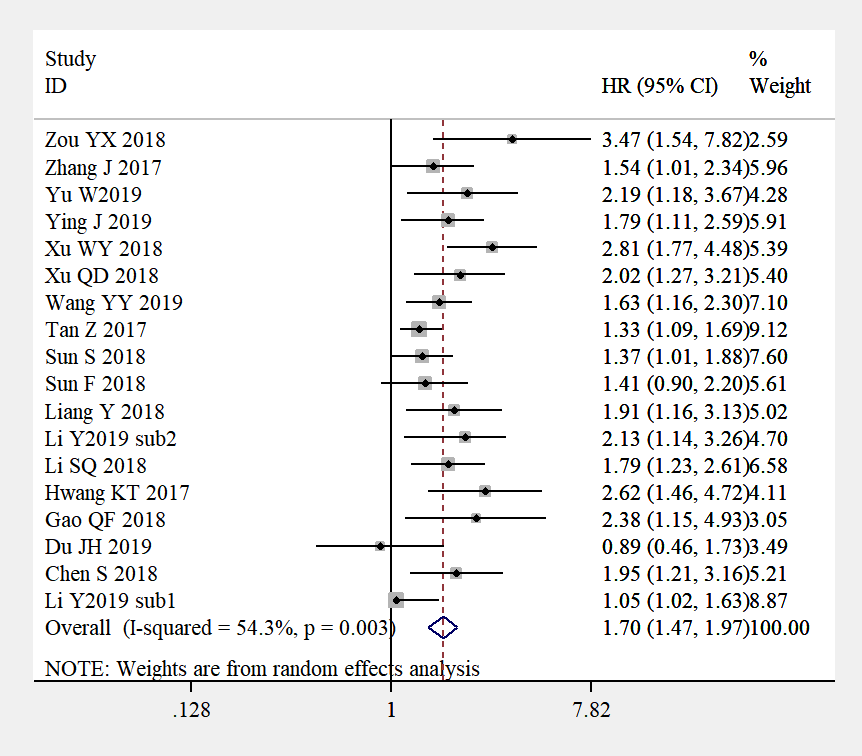 Study %
ID HR (95% CI) Weight
Zou YX 2018 3.47 (1.54, 7.82)2.59
Zhang J 2017 1.54 (1.01, 2.34)5.96
Yu W2019 2.19 (1.18, 3.67)4.28
Ying J 2019 1.79 (1.11, 2.59)5.91
Xu WY 2018 2.81 (1.77, 4.48)5.39
Xu QD 2018 2.02 (1.27, 3.21)5.40
Wang YY 2019 1.63 (1.16, 2.30)7.10
Tan Z 2017 1.33 (1.09, 1.69)9.12
Sun S 2018 1.37 (1.01, 1.88)7.60
Sun F 2018 1.41 (0.90, 2.20)5.61
Liang Y 2018 1.91 (1.16, 3.13)5.02
Li Y2019 sub2 2.13 (1.14, 3.26)4.70
Li SQ 2018 1.79 (1.23, 2.61)6.58
Hwang KT 2017 2.62 (1.46, 4.72)4.11
Gao QF 2018 2.38 (1.15, 4.93)3.05
Du JH 2019 0.89 (0.46, 1.73)3.49
Chen S 2018 1.95 (1.21, 3.16)5.21
Li Y2019 sub1 1.05 (1.02, 1.63)8.87
Overall (I-squared = 54.3%, p = 0.003) 1.70 (1.47, 1.97)100.00
NOTE: Weights are from random effects analysis
.128 1 7.82